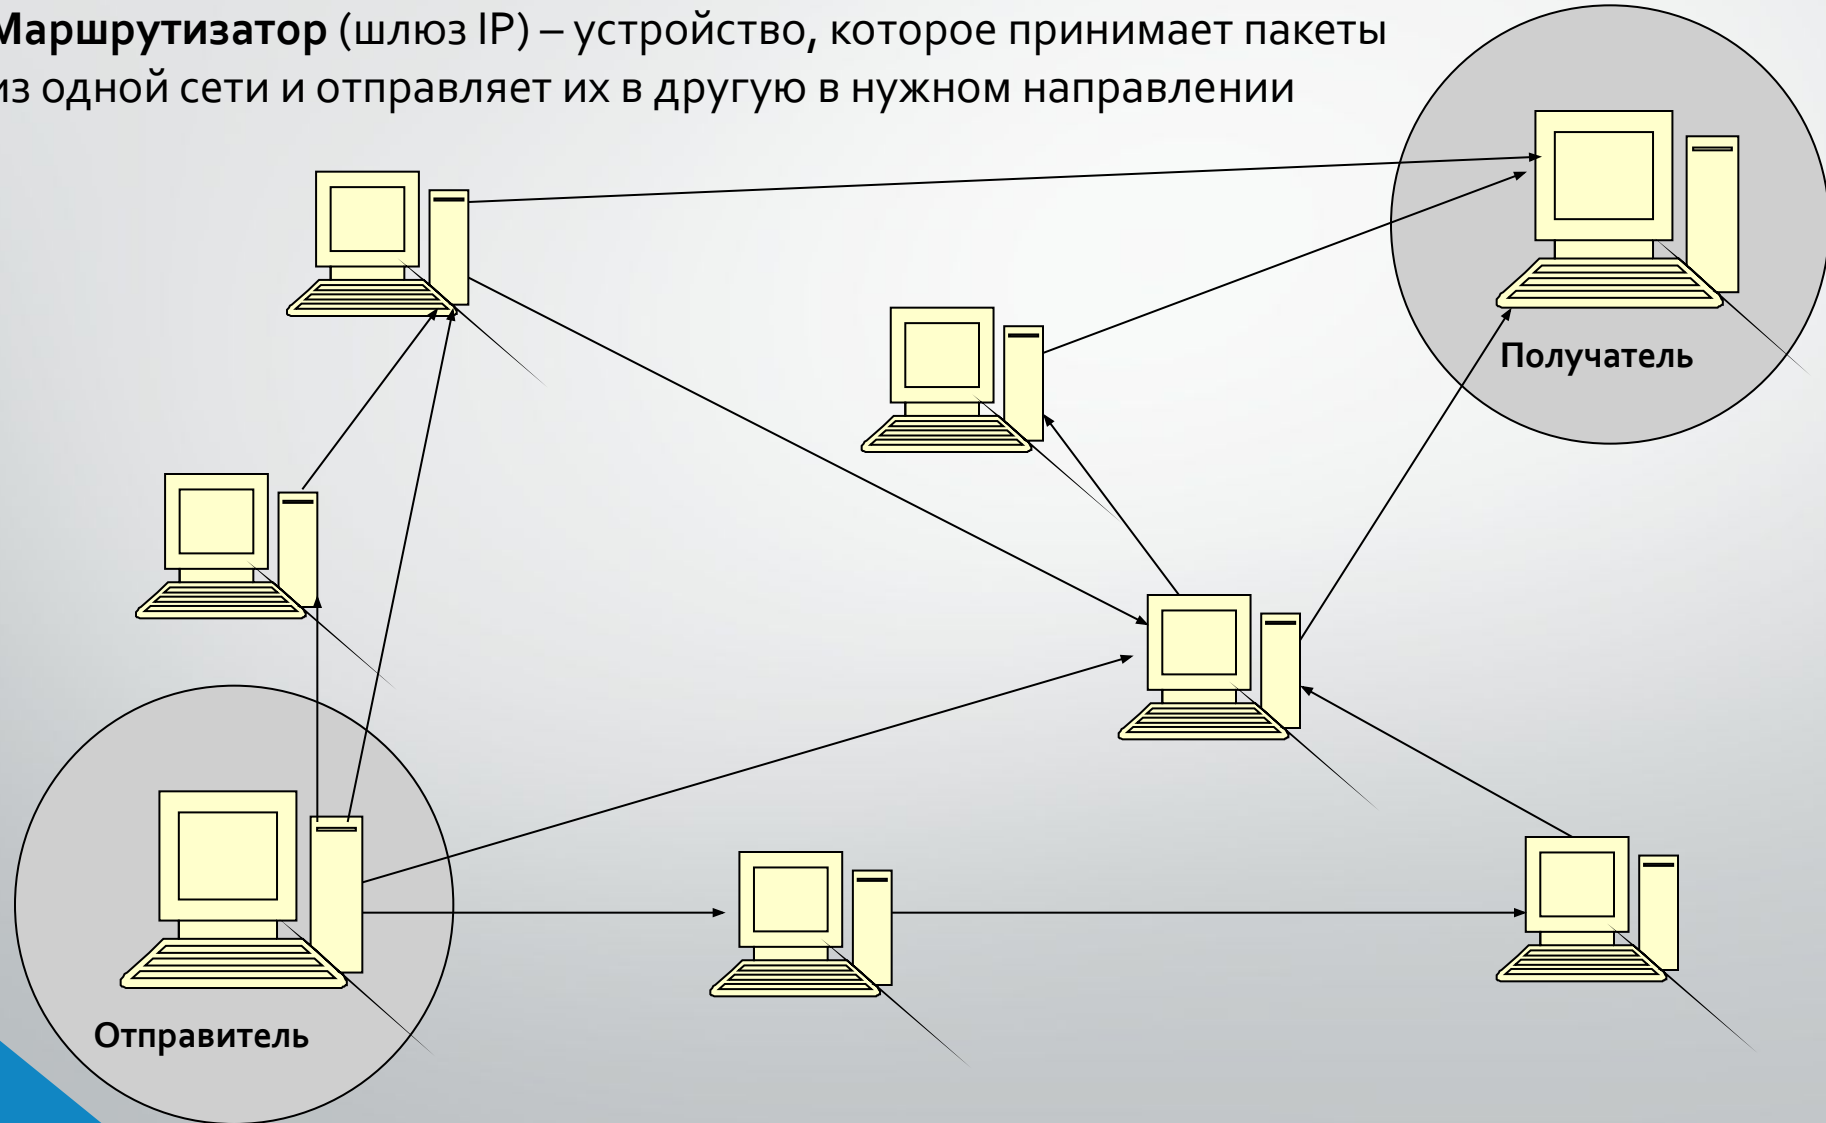 Маршрутизатор (шлюз IP) – устройство, которое принимает пакеты
из одной сети и отправляет их в другую в нужном направлении
Получатель
Отправитель